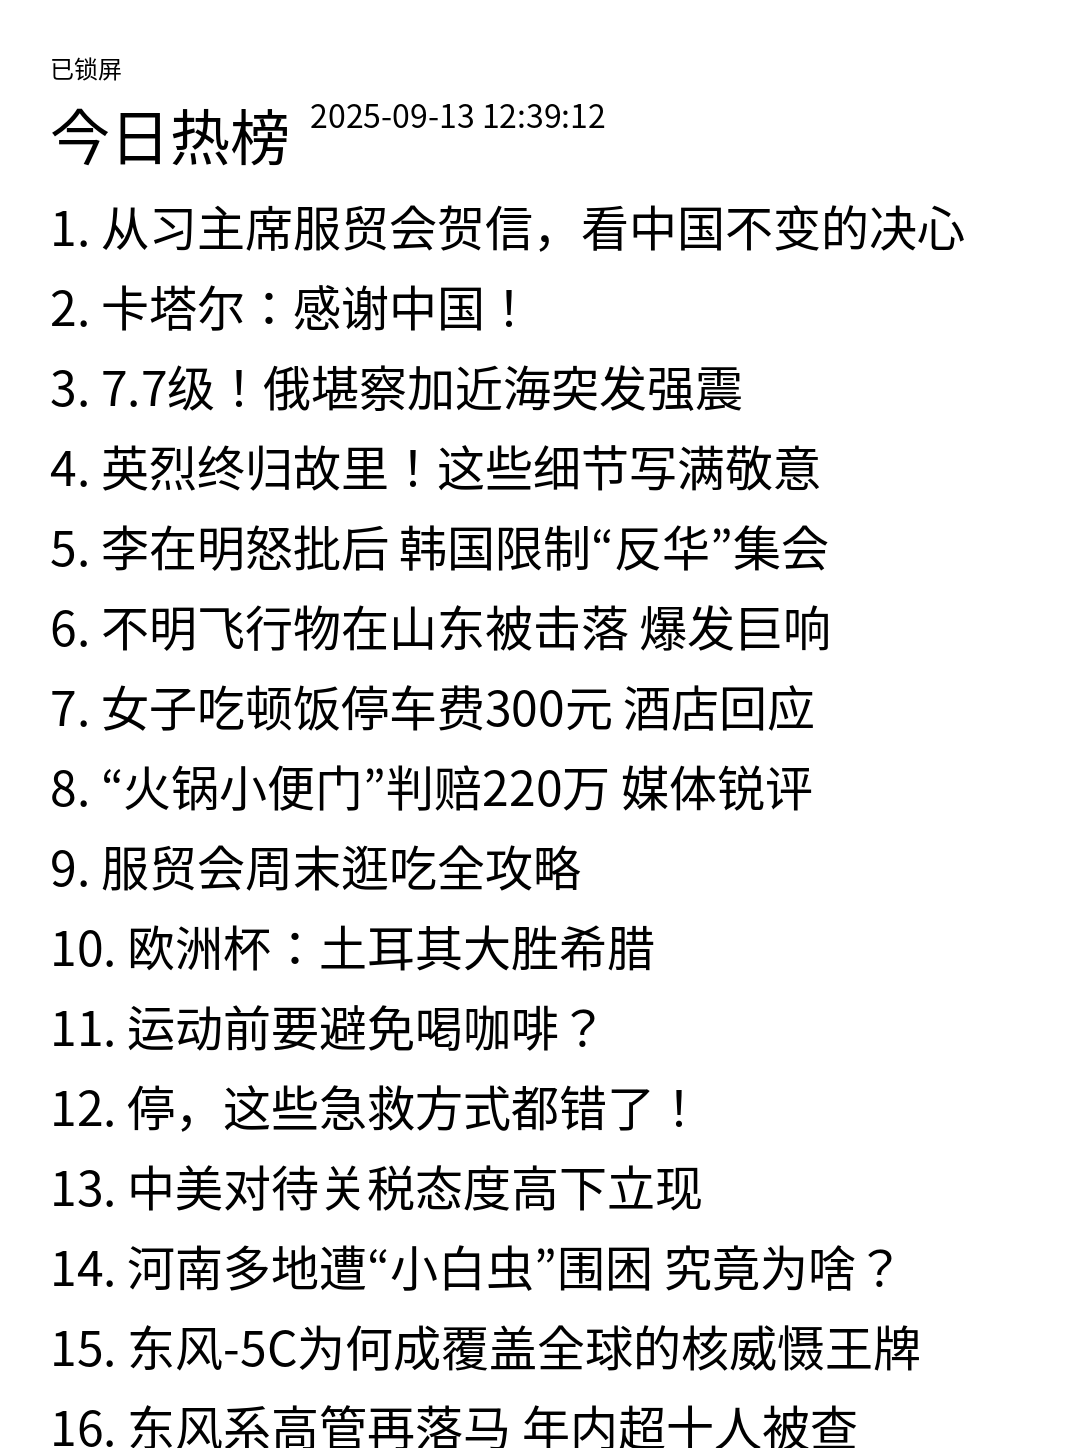 已锁屏
今日热榜 2025-09-13 12:39:12
1. 从习主席服贸会贺信，看中国不变的决心
2. 卡塔尔：感谢中国！
3. 7.7级！俄堪察加近海突发强震
4. 英烈终归故里！这些细节写满敬意
5. 李在明怒批后 韩国限制“反华”集会
6. 不明飞行物在山东被击落 爆发巨响
7. 女子吃顿饭停车费300元 酒店回应
8. “火锅小便门”判赔220万 媒体锐评
9. 服贸会周末逛吃全攻略
10. 欧洲杯：土耳其大胜希腊
11. 运动前要避免喝咖啡？
12. 停，这些急救方式都错了！
13. 中美对待关税态度高下立现
14. 河南多地遭“小白虫”围困 究竟为啥？
15. 东风-5C为何成覆盖全球的核威慑王牌
16. 东风系高管再落马 年内超十人被查